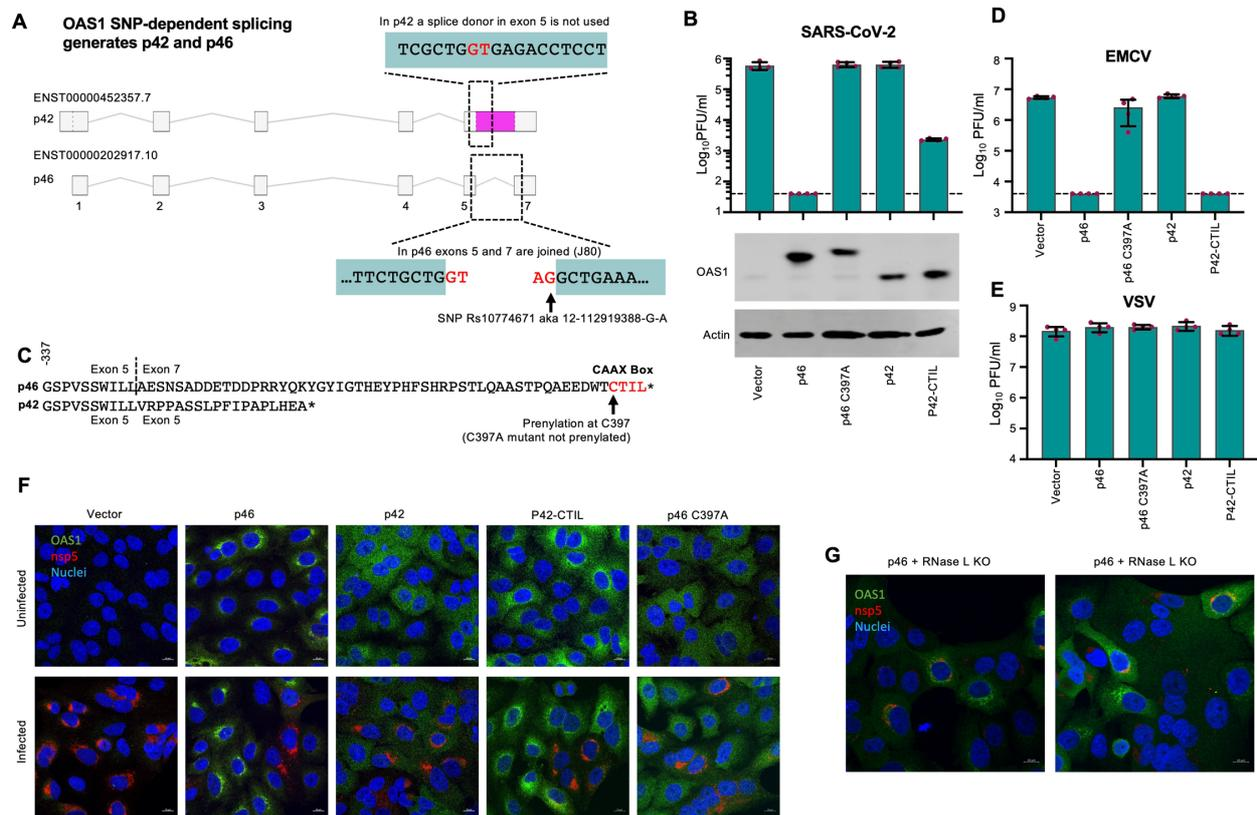 A
OAS1 SNP-dependent splicing
generates p42 and p46
In p42 a splice donor in exon 5 is not used
TCGCTGGTGAGACCTCCT
ENST00000452357.7
p42
ENST00000202917.10
p46
1 2 3 4 5 7
In p46 exons 5 and 7 are joined (J80)
...TTCTGCTGGT AGGCTGAAA...
SNP Rs10774671 aka 12-112919388-G-A
B
SARS-CoV-2
Log10PFU/ml
6
5
4
3
2
1
OAS1
Actin
Vector
p46
p46 C397A
p42
P42-CTIL
C
-337
Exon 5 Exon 7
CAAX Box
p46 GSPVSSWILLAESNSADDETDDPRRYQKYGYIGTHEYPHFSHRPSTLQAASTPQAEEDWTCTIL*
p42 GSPVSSWILLVRPPASSLPFIPAPLHEA*
Exon 5 Exon 5
Prenylation at C397
(C397A mutant not prenylated)
D
EMCV
Log10 PFU/ml
8
7
6
5
4
3
Vector
p46
p46 C397A
p42
P42-CTIL
E
VSV
Log10 PFU/ml
9
8
7
6
5
4
Vector
p46
p46 C397A
p42
P42-CTIL
F
Vector p46 p42 P42-CTIL p46 C397A
OAS1
nsp5
Nuclei
Uninfected
Infected
G
p46 + RNase L KO p46 + RNase L KO
OAS1
nsp5
Nuclei